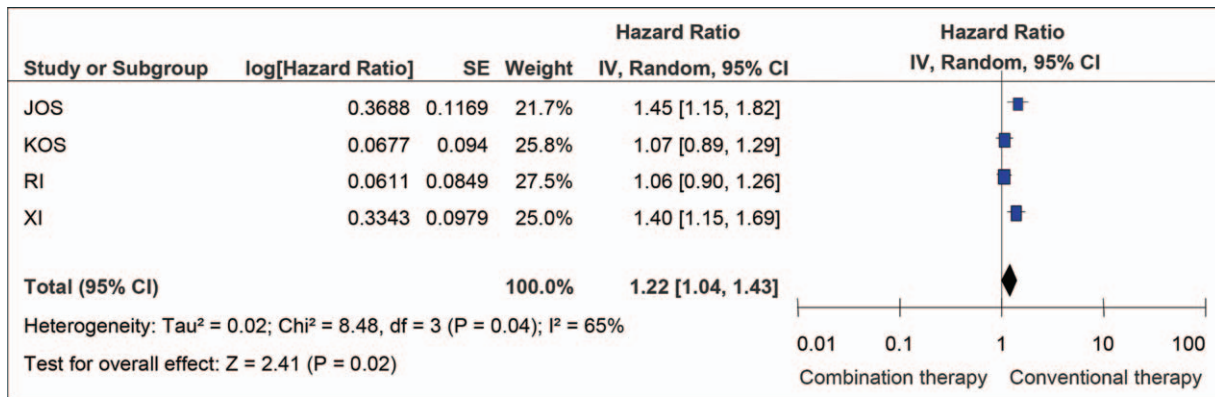 Hazard Ratio Hazard Ratio
Study or Subgroup log[Hazard Ratio] SE Weight IV, Random, 95% CI IV, Random, 95% CI
JOS 0.3688 0.1169 21.7% 1.45 [1.15, 1.82]
KOS 0.0677 0.094 25.8% 1.07 [0.89, 1.29]
RI 0.0611 0.0849 27.5% 1.06 [0.90, 1.26]
XI 0.3343 0.0979 25.0% 1.40 [1.15, 1.69]
Total (95% CI) 100.0% 1.22 [1.04, 1.43]
Heterogeneity: Tau² = 0.02; Chi² = 8.48, df = 3 (P = 0.04); I² = 65%
Test for overall effect: Z = 2.41 (P = 0.02)
0.01 0.1 1 10 100
Combination therapy Conventional therapy